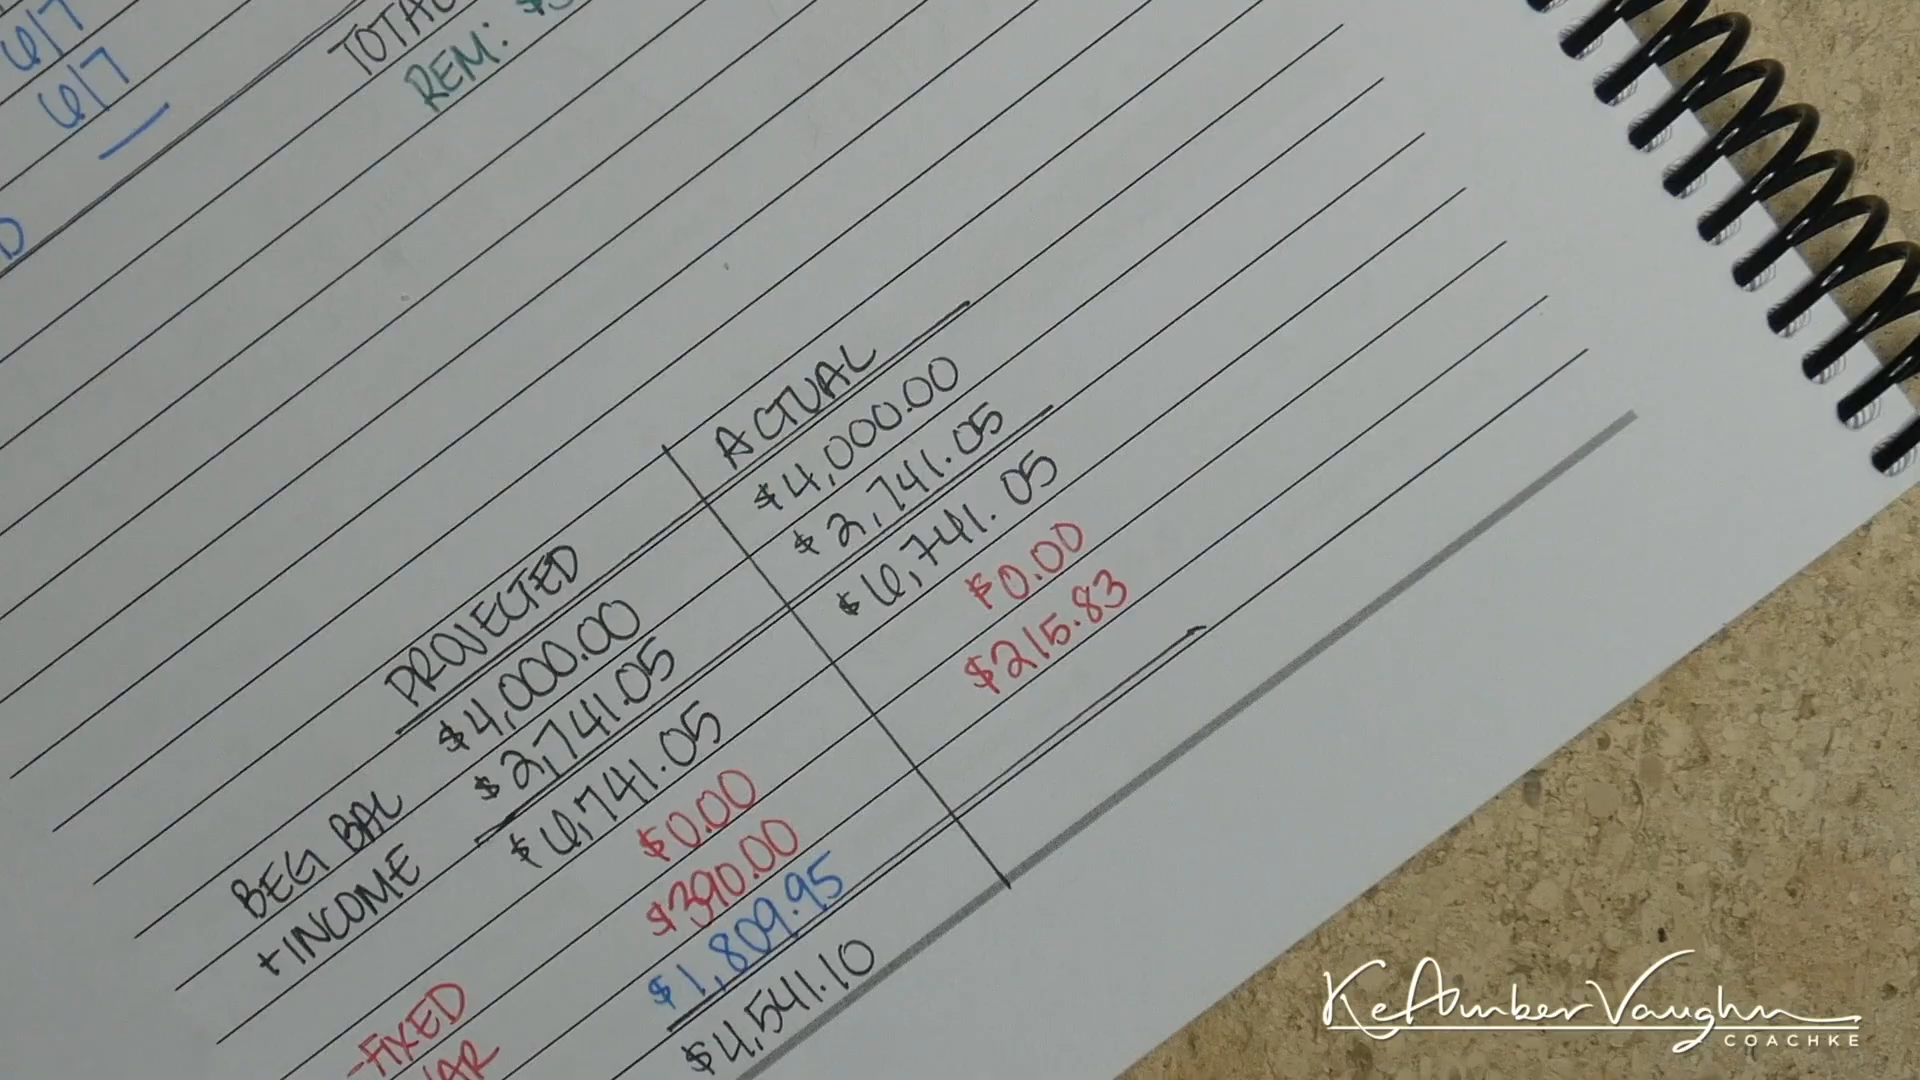 6/7
6/7
REM:
PROJECTED ACTUAL
BEG BAL $4,000.00 $4,000.00
+INCOME $2,741.05 $2,741.05
$6,741.05 $6,741.05
-FIXED $0.00 $0.00
$390.00 $215.83
$1,809.95
$4,541.10
KeAmber Vaughn
COACHKE